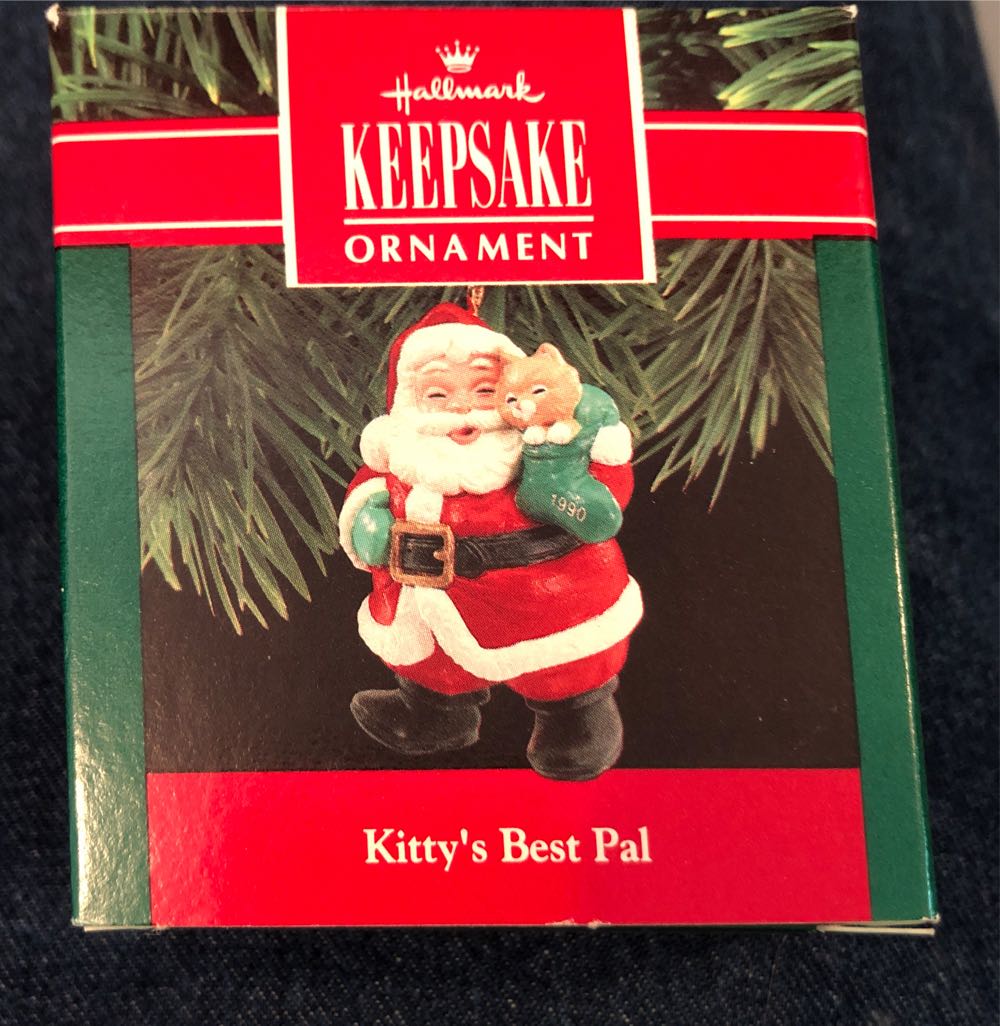 Hallmark
KEEPSAKE
ORNAMENT
1990
Kitty's Best Pal